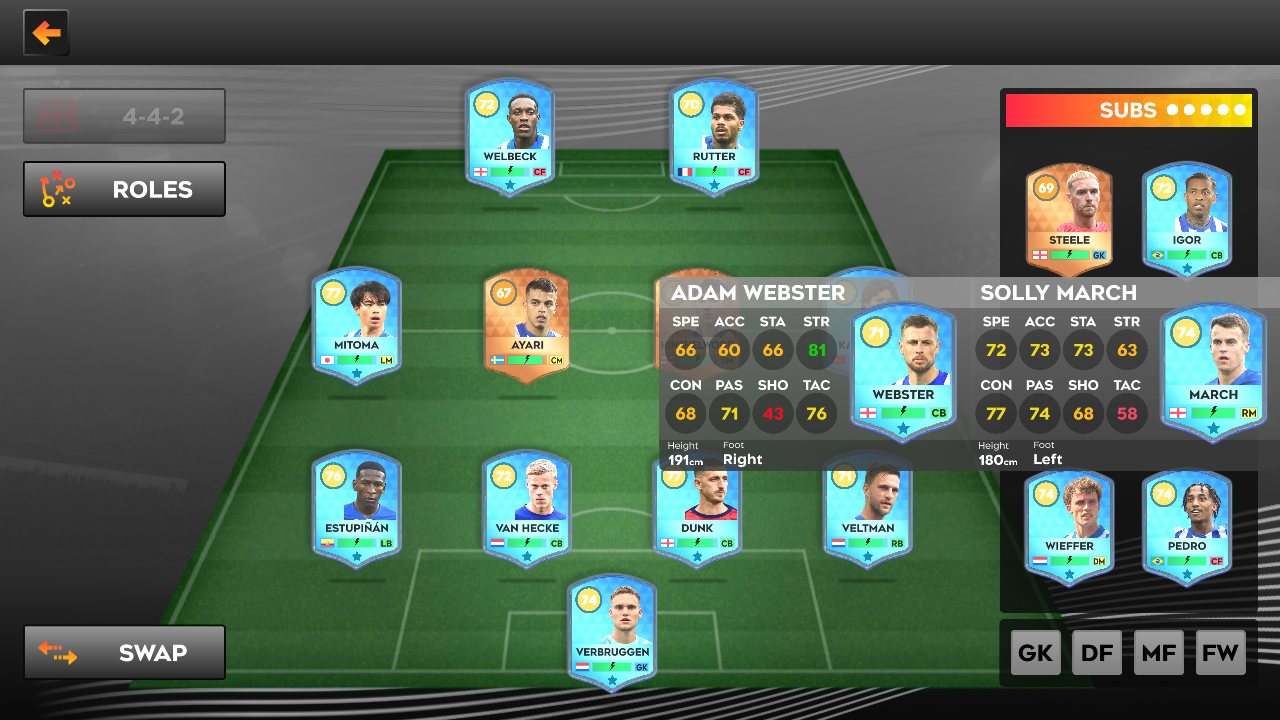 4-4-2
ROLES
SWAP
72
WELBECK
CF
70
RUTTER
CF
77
MITOMA
LM
67
AYARI
CM
76
ESTUPIÑÁN
LB
72
VAN HECKE
CB
77
DUNK
CB
71
VELTMAN
RB
74
VERBRUGGEN
GK
SUBS
69
STEELE
GK
72
IGOR
CB
ADAM WEBSTER
SPE ACC STA STR
66 60 66 81
CON PAS SHO TAC
68 71 43 76
Height Foot
191cm Right
71
WEBSTER
CB
SOLLY MARCH
SPE ACC STA STR
72 73 73 63
CON PAS SHO TAC
77 74 68 58
Height Foot
180cm Left
74
MARCH
RM
74
WIEFFER
DM
74
PEDRO
CF
GK DF MF FW